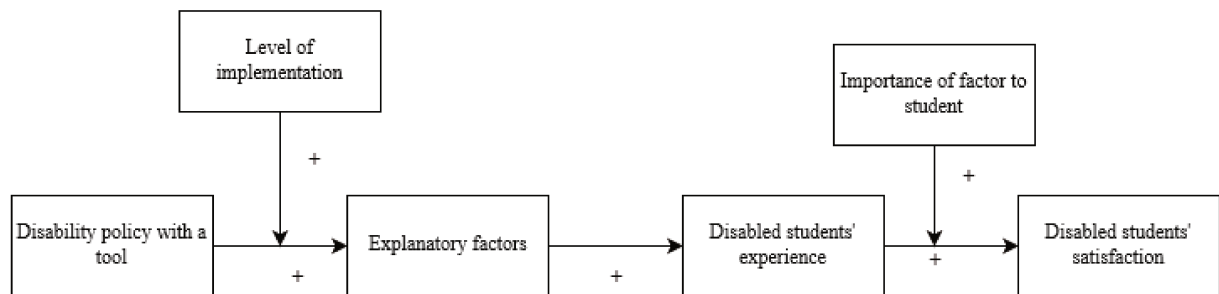 Level of
implementation
Importance of factor to
student
+
+
Disability policy with a
tool
Explanatory factors
Disabled students'
experience
Disabled students'
satisfaction
+
+
+